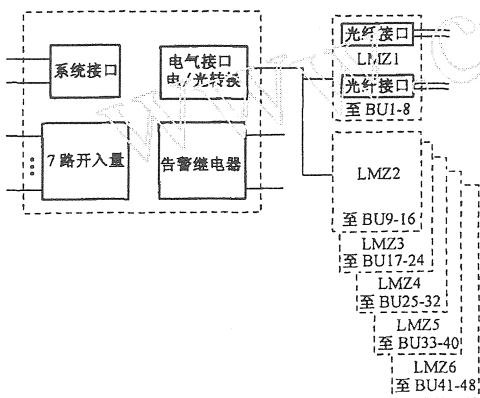 系统接口
电气接口
电/光转换
7路开入量
告警继电器
光纤接口
LMZ1
光纤接口
至 BU1-8
LMZ2
至 BU9-16
LMZ3
至 BU17-24
LMZ4
至 BU25-32
LMZ5
至 BU33-40
LMZ6
至 BU41-48